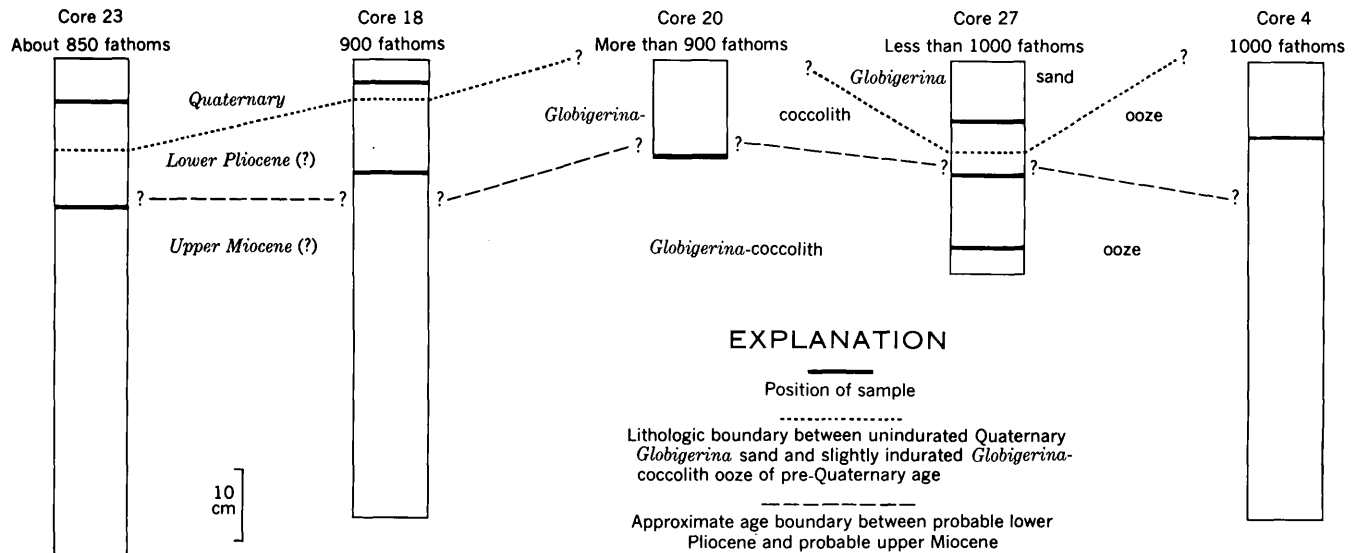 Core 23
About 850 fathoms
Core 18
900 fathoms
Core 20
More than 900 fathoms
Core 27
Less than 1000 fathoms
Core 4
1000 fathoms
?
?
?
Quaternary
Globigerina
sand
Globigerina-
coccolith
ooze
Lower Pliocene (?)
?
?
?
?
?
?
?
?
Upper Miocene (?)
Globigerina-coccolith
ooze
10
cm
EXPLANATION
Position of sample
Lithologic boundary between unindurated Quaternary
Globigerina sand and slightly indurated Globigerina-
coccolith ooze of pre-Quaternary age
Approximate age boundary between probable lower
Pliocene and probable upper Miocene